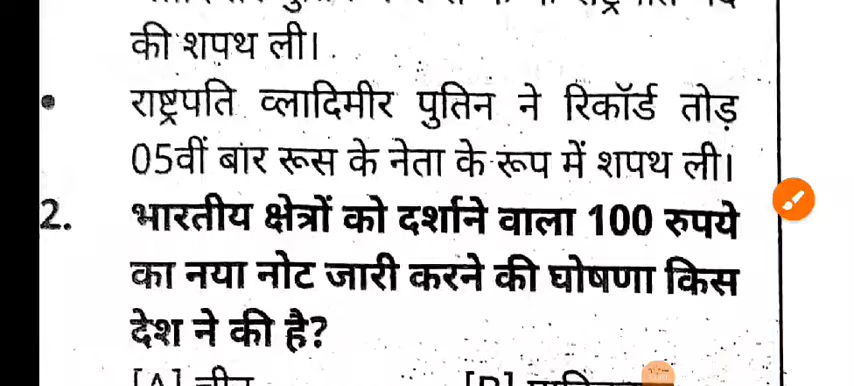 की शपथ ली।
राष्ट्रपति व्लादिमीर पुतिन ने रिकॉर्ड तोड़
05वीं बार रूस के नेता के रूप में शपथ ली।
2. भारतीय क्षेत्रों को दर्शाने वाला 100 रुपये
का नया नोट जारी करने की घोषणा किस
देश ने की है?